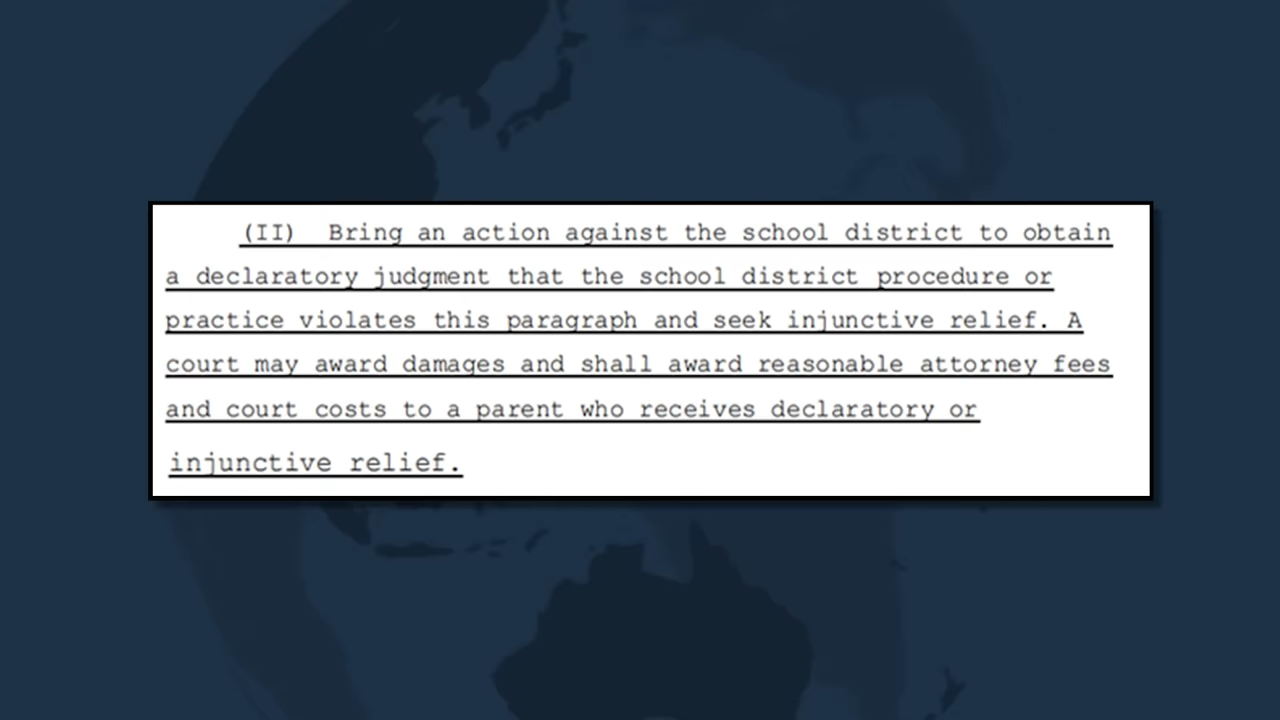 (II) Bring an action against the school district to obtain
a declaratory judgment that the school district procedure or
practice violates this paragraph and seek injunctive relief. A
court may award damages and shall award reasonable attorney fees
and court costs to a parent who receives declaratory or
injunctive relief.